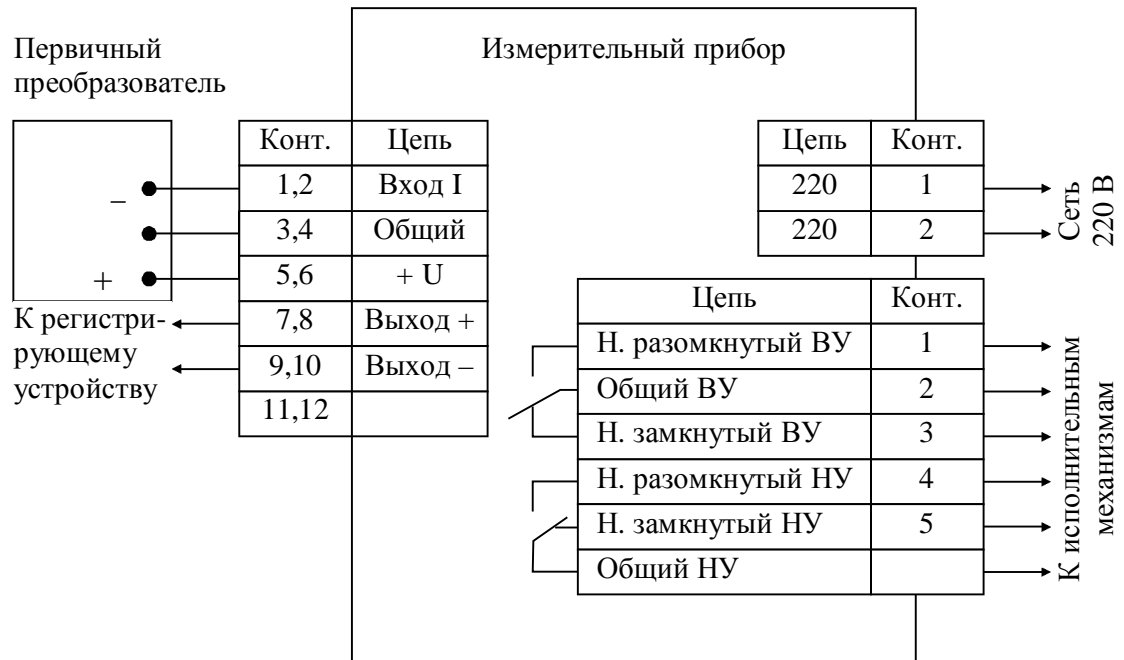 Первичный
преобразователь
Измерительный прибор
–
+
Конт. Цепь
1,2 Вход I
3,4 Общий
5,6 + U
7,8 Выход +
9,10 Выход –
11,12
К регистри-
рующему
устройству
Цепь Конт.
220 1
220 2
Сеть
220 В
Цепь Конт.
Н. разомкнутый ВУ 1
Общий ВУ 2
Н. замкнутый ВУ 3
Н. разомкнутый НУ 4
Н. замкнутый НУ 5
Общий НУ
К исполнительным
механизмам